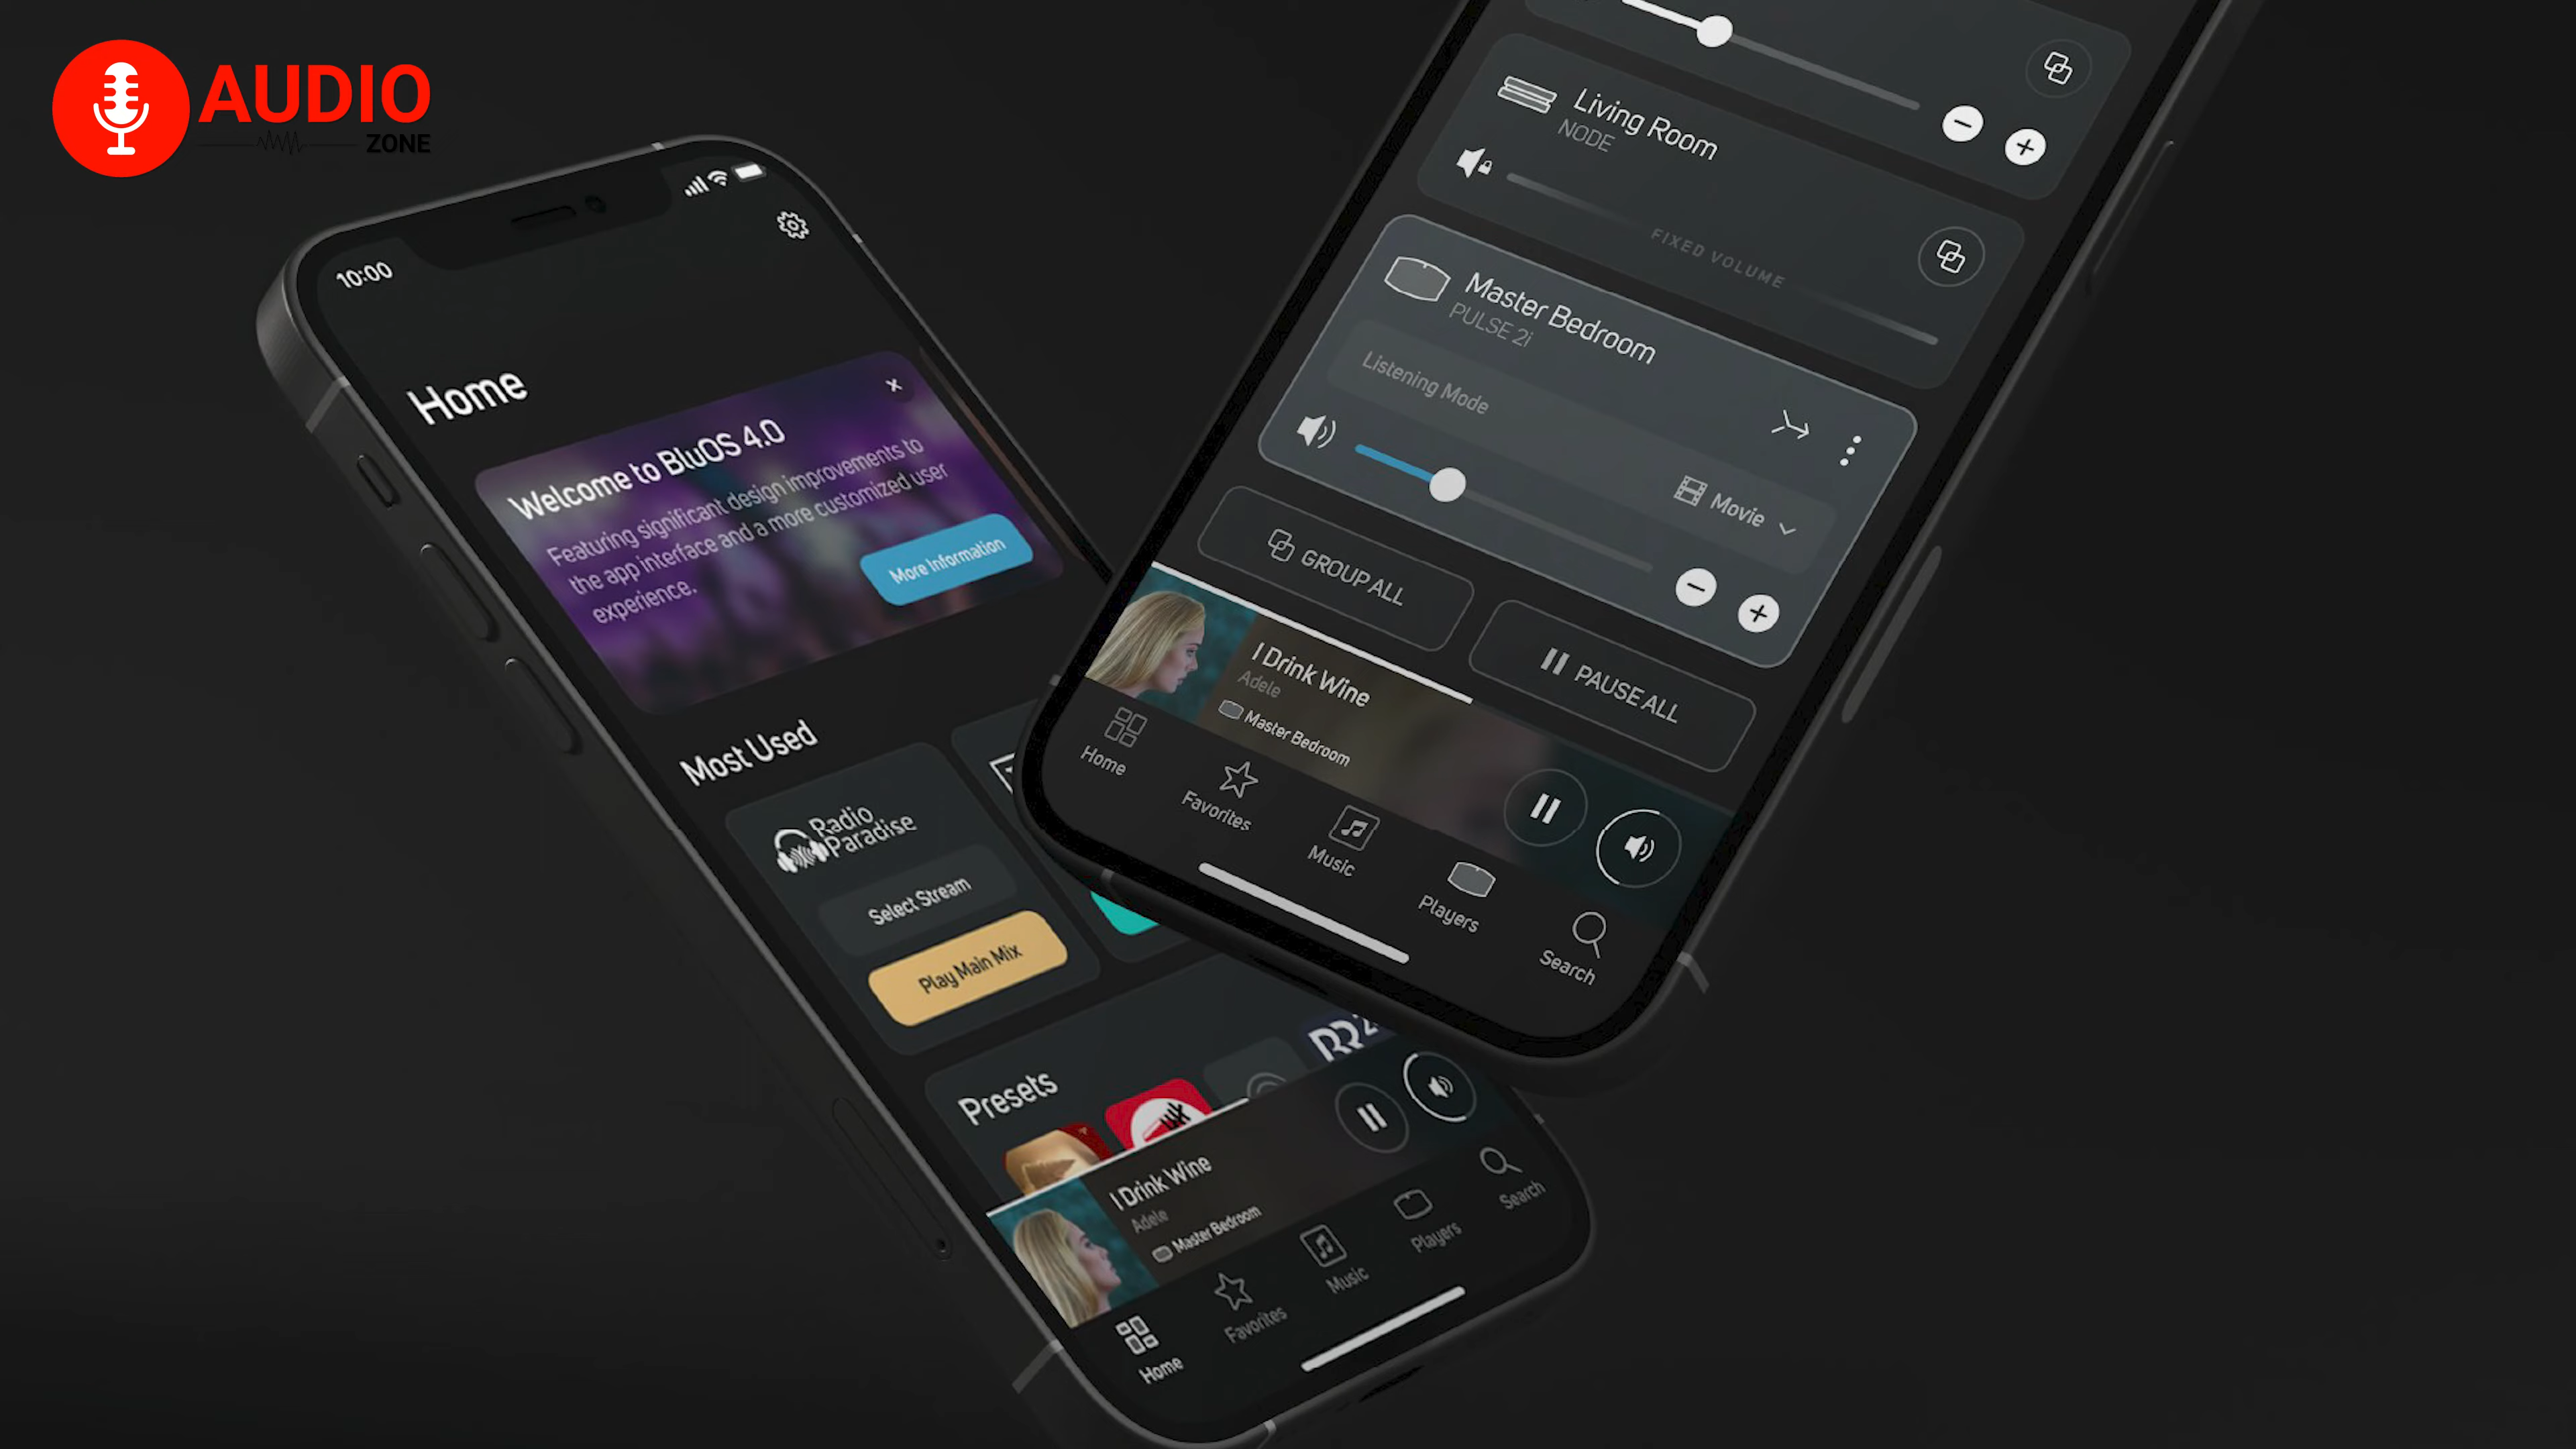 AUDIO
ZONE
10:00
Home
Welcome to BluOS 4.0
Featuring significant design improvements to
the app interface and a more customized user
experience.
More Information
Most Used
Radio
Paradise
Select Stream
Play Main Mix
Presets
I Drink Wine
Adele
Master Bedroom
Home
Favorites
Music
Players
Search
Living Room
NODE
FIXED VOLUME
Master Bedroom
PULSE 2i
Listening Mode
Movie
GROUP ALL
PAUSE ALL
I Drink Wine
Adele
Master Bedroom
Home
Favorites
Music
Players
Search